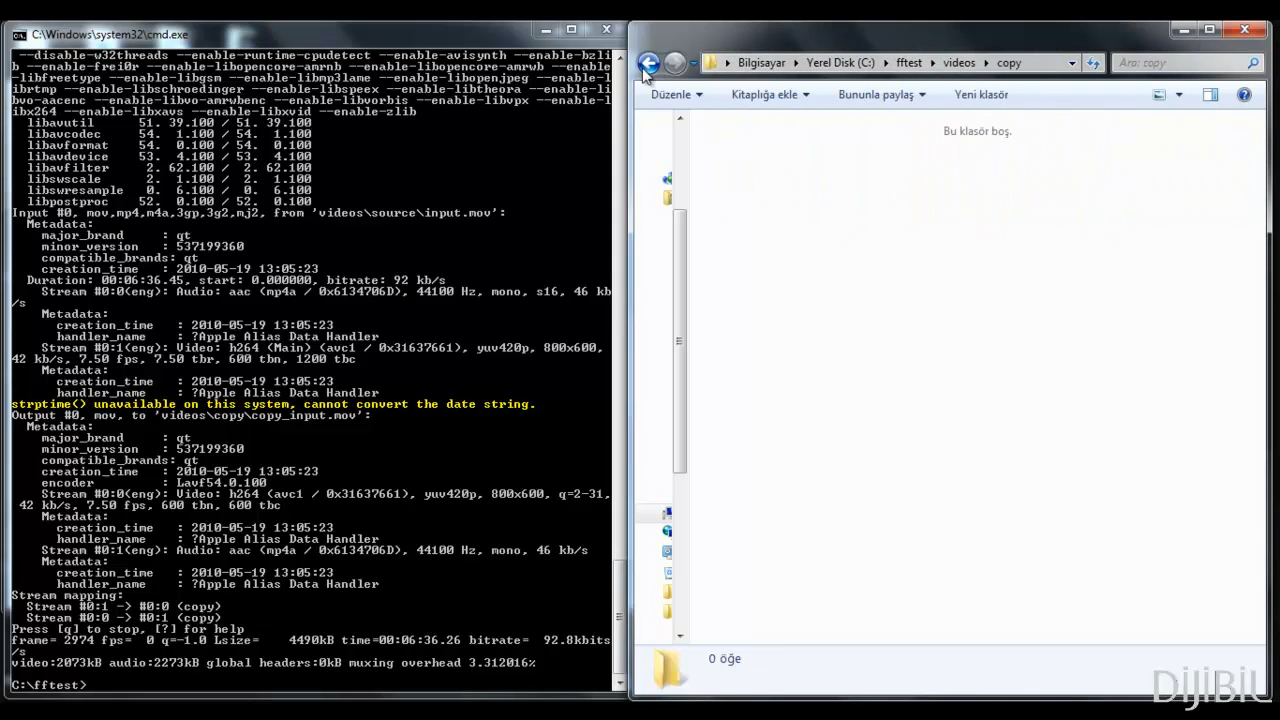 C:\Windows\system32\cmd.exe
--disable-w32threads --enable-runtime-cpudetect --enable-avisynth --enable-bzli
b --enable-frei0r --enable-libopencore-amrnb --enable-libopencore-amrwb --enable
-libfreetype --enable-libgsm --enable-libmp3lame --enable-libopenjpeg --enable-l
ibrtmp --enable-libschroedinger --enable-libspeex --enable-libtheora --enable-li
bvo-aacenc --enable-libvo-amrwbenc --enable-libvorbis --enable-libvpx --enable-l
ibx264 --enable-libxavs --enable-libxvid --enable-zlib
libavutil 51. 39.100 / 51. 39.100
libavcodec 54. 1.100 / 54. 1.100
libavformat 54. 0.100 / 54. 0.100
libavdevice 53. 4.100 / 53. 4.100
libavfilter 2. 62.100 / 2. 62.100
libswscale 2. 1.100 / 2. 1.100
libswresample 0. 6.100 / 0. 6.100
libpostproc 52. 0.100 / 52. 0.100
Input #0, mov,mp4,m4a,3gp,3g2,mj2, from 'videos\source\input.mov':
Metadata:
major_brand : qt
minor_version : 537199360
compatible_brands: qt
creation_time : 2010-05-19 13:05:23
Duration: 00:06:36.45, start: 0.000000, bitrate: 92 kb/s
Stream #0:0(eng): Audio: aac (mp4a / 0x6134706D), 44100 Hz, mono, s16, 46 kb
/s
Metadata:
creation_time : 2010-05-19 13:05:23
handler_name : ?Apple Alias Data Handler
Stream #0:1(eng): Video: h264 (Main) (avc1 / 0x31637661), yuv420p, 800x600,
42 kb/s, 7.50 fps, 7.50 tbr, 600 tbn, 1200 tbc
Metadata:
creation_time : 2010-05-19 13:05:23
handler_name : ?Apple Alias Data Handler
strptime() unavailable on this system, cannot convert the date string.
Output #0, mov, to 'videos\copy\copy_input.mov':
Metadata:
major_brand : qt
minor_version : 537199360
compatible_brands: qt
creation_time : 2010-05-19 13:05:23
encoder : Lavf54.0.100
Stream #0:0(eng): Video: h264 (avc1 / 0x31637661), yuv420p, 800x600, q=2-31,
42 kb/s, 7.50 fps, 600 tbn, 600 tbc
Metadata:
creation_time : 2010-05-19 13:05:23
handler_name : ?Apple Alias Data Handler
Stream #0:1(eng): Audio: aac (mp4a / 0x6134706D), 44100 Hz, mono, 46 kb/s
Metadata:
creation_time : 2010-05-19 13:05:23
handler_name : ?Apple Alias Data Handler
Stream mapping:
Stream #0:1 -> #0:0 (copy)
Stream #0:0 -> #0:1 (copy)
Press [q] to stop, [?] for help
frame= 2974 fps= 0 q=-1.0 Lsize= 4490kB time=00:06:36.26 bitrate= 92.8kbits
/s
video:2073kB audio:2273kB global headers:0kB muxing overhead 3.312016%
C:\fftest>
Bilgisayar Yerel Disk (C:) fftest videos copy
Ara: copy
Düzenle Kitaplığa ekle Bununla paylaş Yeni klasör
Bu klasör boş.
0 öğe
DijiBil